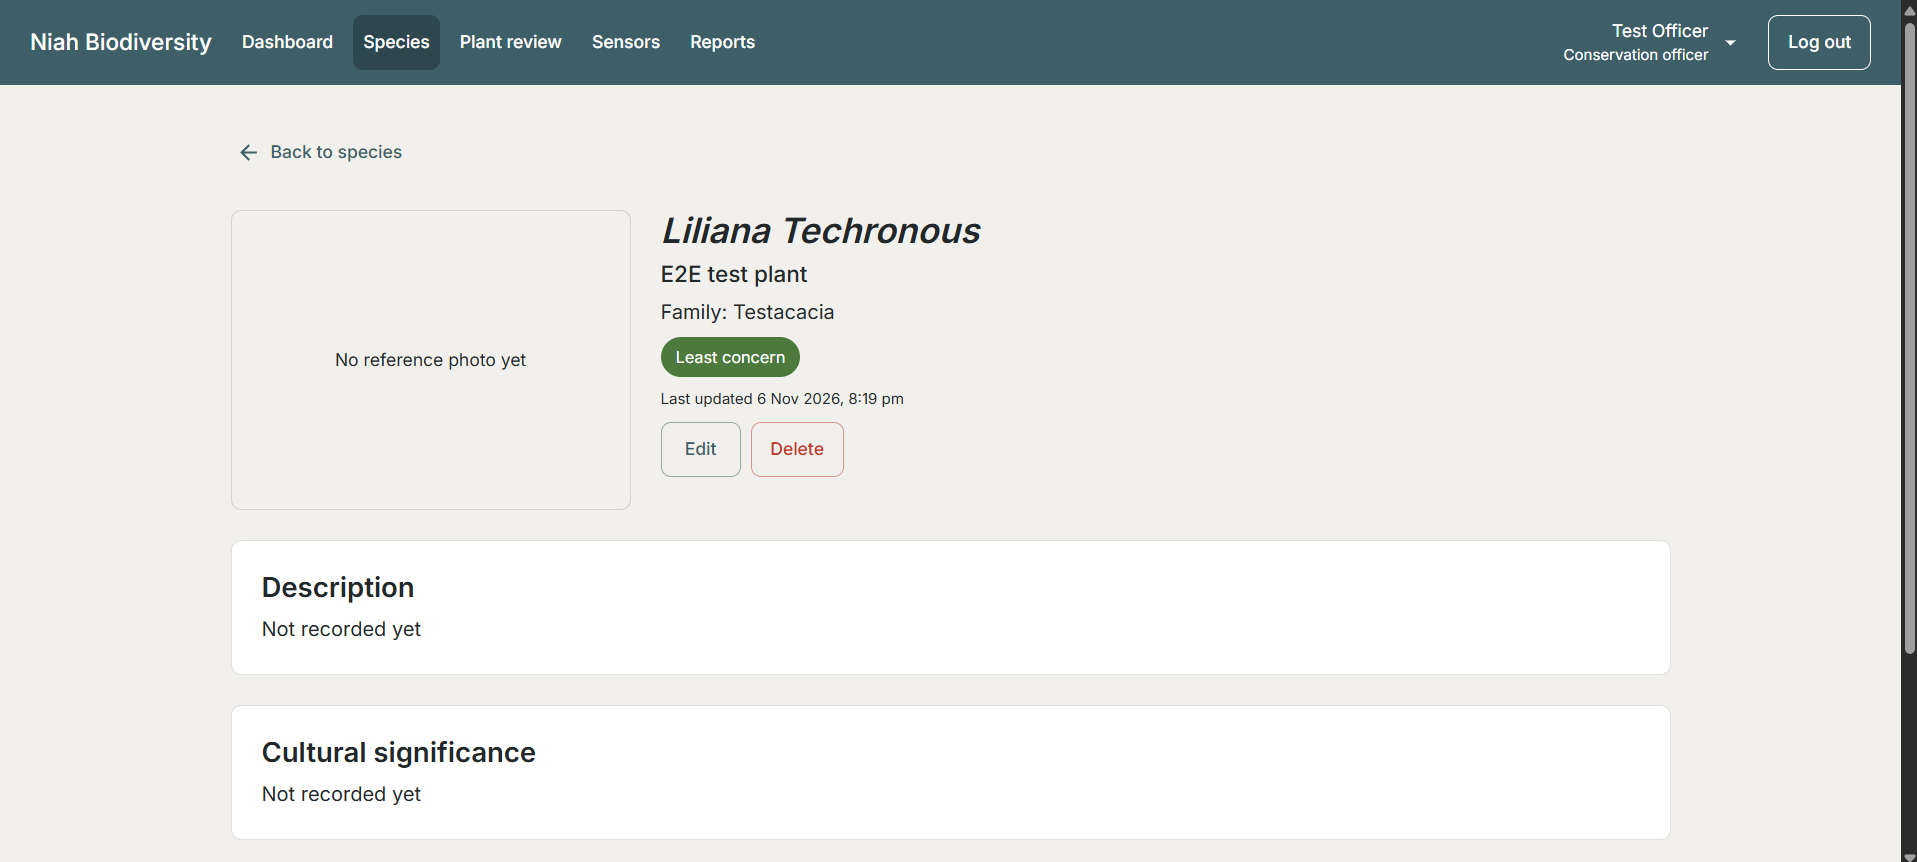 Niah Biodiversity
Dashboard
Species
Plant review
Sensors
Reports
Test Officer
Conservation officer
Log out
Back to species
No reference photo yet
Liliana Techronous
E2E test plant
Family: Testacacia
Least concern
Last updated 6 Nov 2026, 8:19 pm
Edit
Delete
Description
Not recorded yet
Cultural significance
Not recorded yet